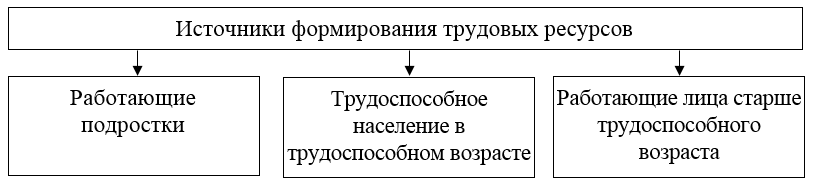 Источники формирования трудовых ресурсов
Работающие
подростки
Трудоспособное
население в
трудоспособном возрасте
Работающие лица старше
трудоспособного
возраста